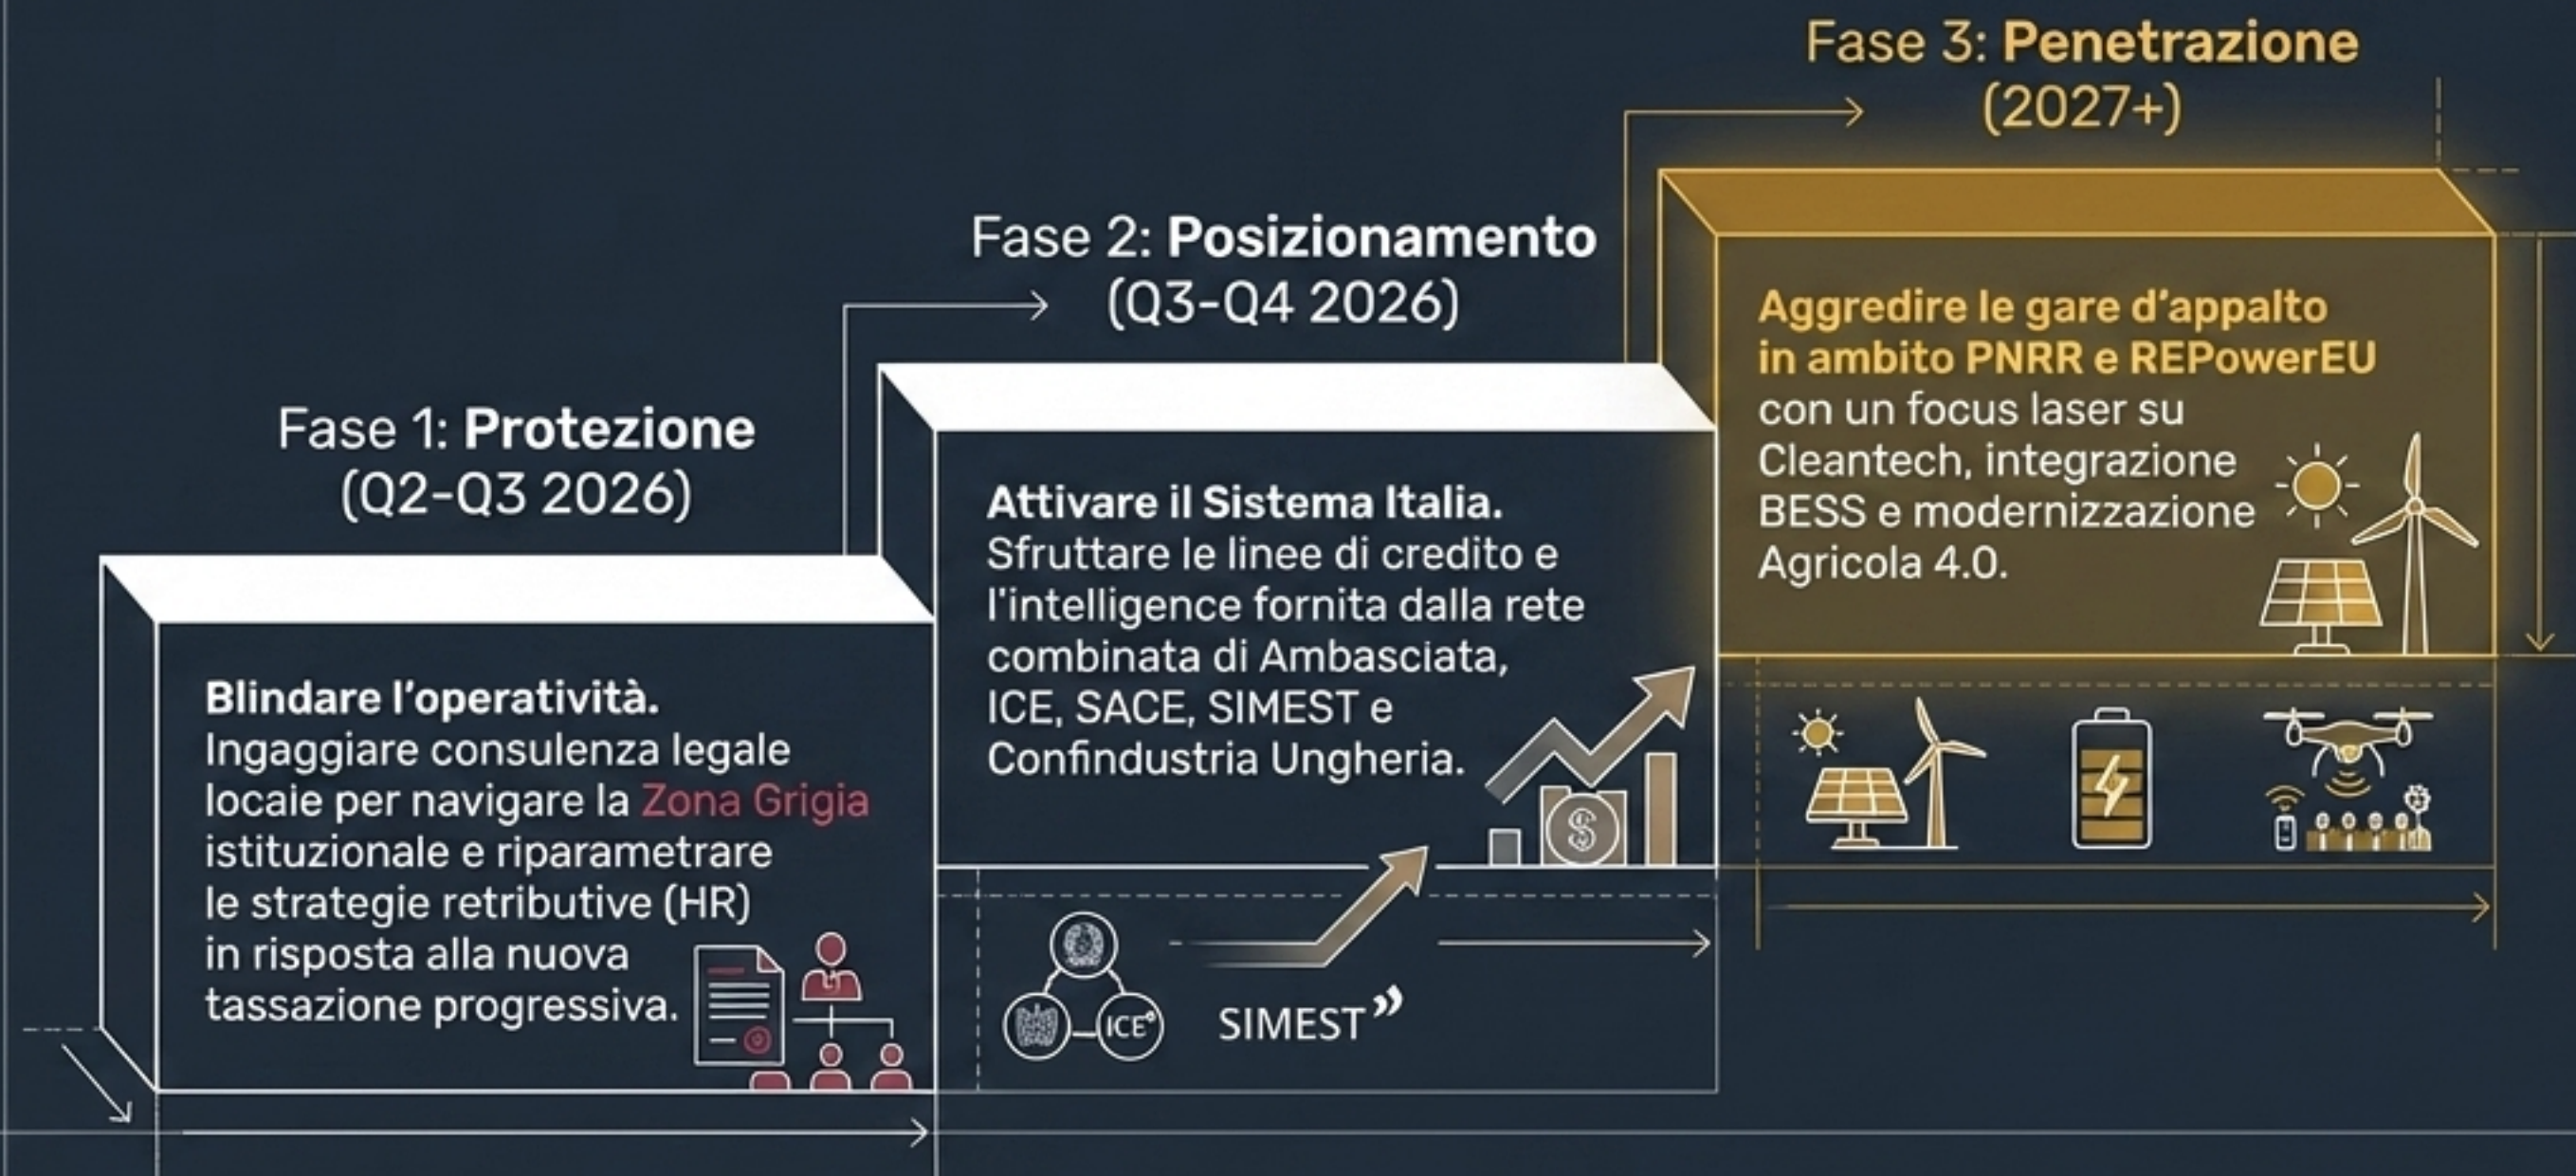 Fase 1: Protezione
(Q2-Q3 2026)
Blindare l'operatività.
Ingaggiare consulenza legale
locale per navigare la Zona Grigia
istituzionale e riparametrare
le strategie retributive (HR)
in risposta alla nuova
tassazione progressiva.
Fase 2: Posizionamento
(Q3-Q4 2026)
Attivare il Sistema Italia.
Sfruttare le linee di credito e
l'intelligence fornita dalla rete
combinata di Ambasciata,
ICE, SACE, SIMEST e
Confindustria Ungheria.
$
ICE
SIMEST”
Fase 3: Penetrazione
(2027+)
Aggredire le gare d'appalto
in ambito PNRR e REPowerEU
con un focus laser su
Cleantech, integrazione
BESS e modernizzazione
Agricola 4.0.